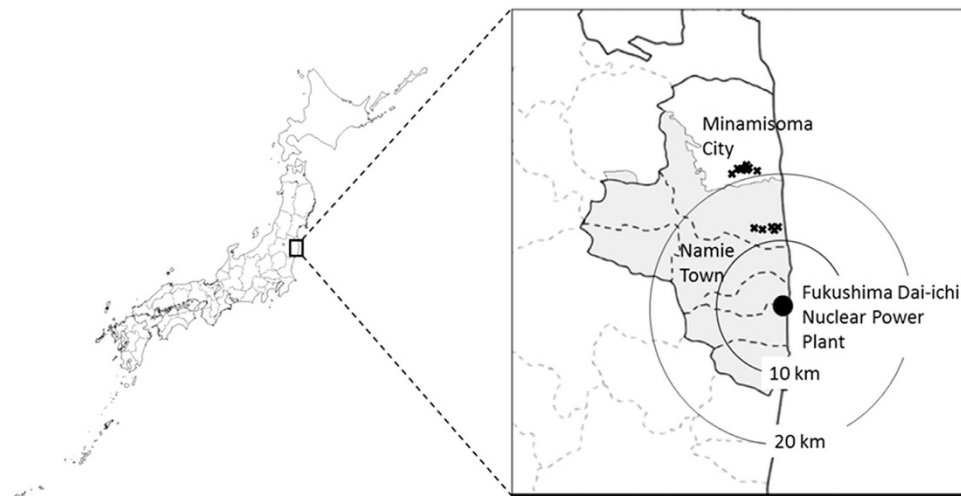 Minamisoma
City
Namie
Town
Fukushima Dai-ichi
Nuclear Power
Plant
10 km
20 km